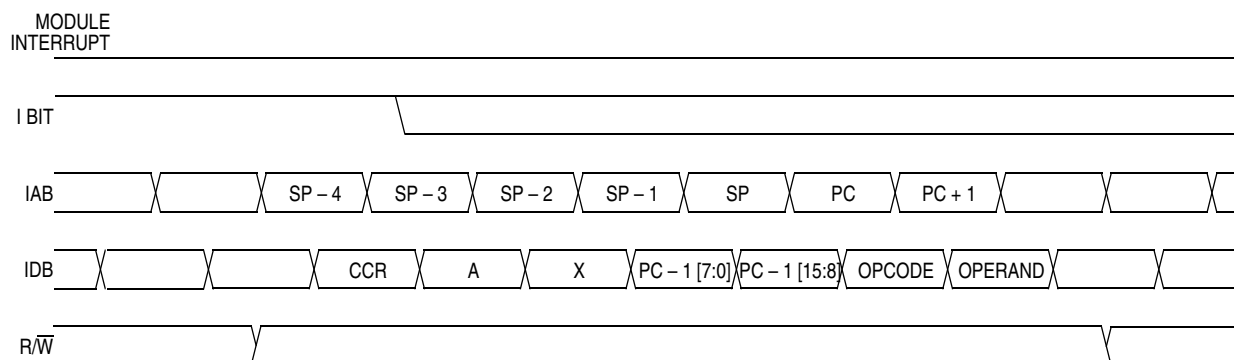 MODULE
INTERRUPT
I BIT
IAB SP – 4 SP – 3 SP – 2 SP – 1 SP PC PC + 1
IDB CCR A X PC – 1 [7:0] PC – 1 [15:8] OPCODE OPERAND
R/W̅